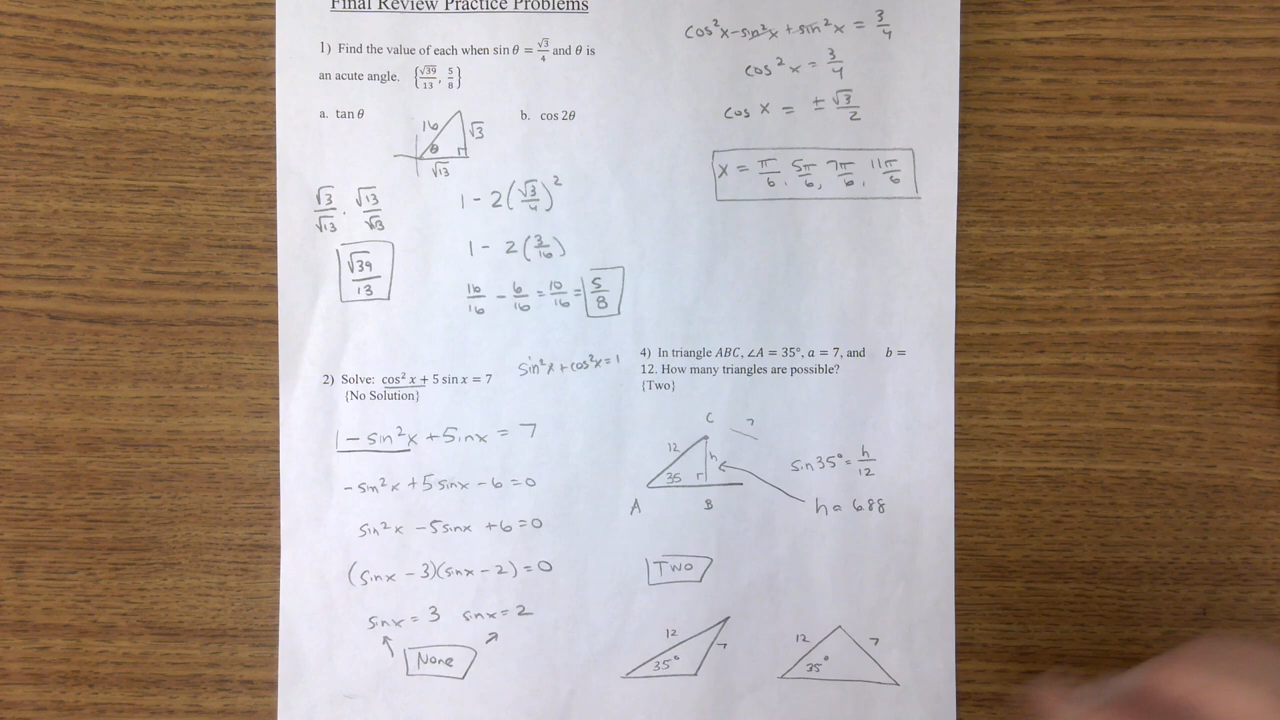 Final Review Practice Problems
1) Find the value of each when sin θ = √3/4 and θ is
an acute angle. {√39/13, 5/8}
a. tan θ
b. cos 2θ
16
θ
√3
√13
√3/√13 · √13/√13
√39/13
1 − 2(√3/4)²
1 − 2(3/16)
16/16 − 6/16 = 10/16 = 5/8
cos²x − sin²x + sin²x = 3/4
cos²x = 3/4
cos x = ± √3/2
x = π/6, 5π/6, 7π/6, 11π/6
2) Solve: cos² x + 5 sin x = 7
{No Solution}
sin²x + cos²x = 1
1 − sin²x + 5inx = 7
− sin²x + 5 sinx − 6 = 0
sin²x − 5sinx + 6 = 0
(sinx − 3)(sinx − 2) = 0
sinx = 3 sinx = 2
None
4) In triangle ABC, ∠A = 35°, a = 7, and b =
12. How many triangles are possible?
{Two}
C
7
12
h
35
A
B
sin35° = h/12
h = 6.88
Two
12
7
35°
12
7
35°